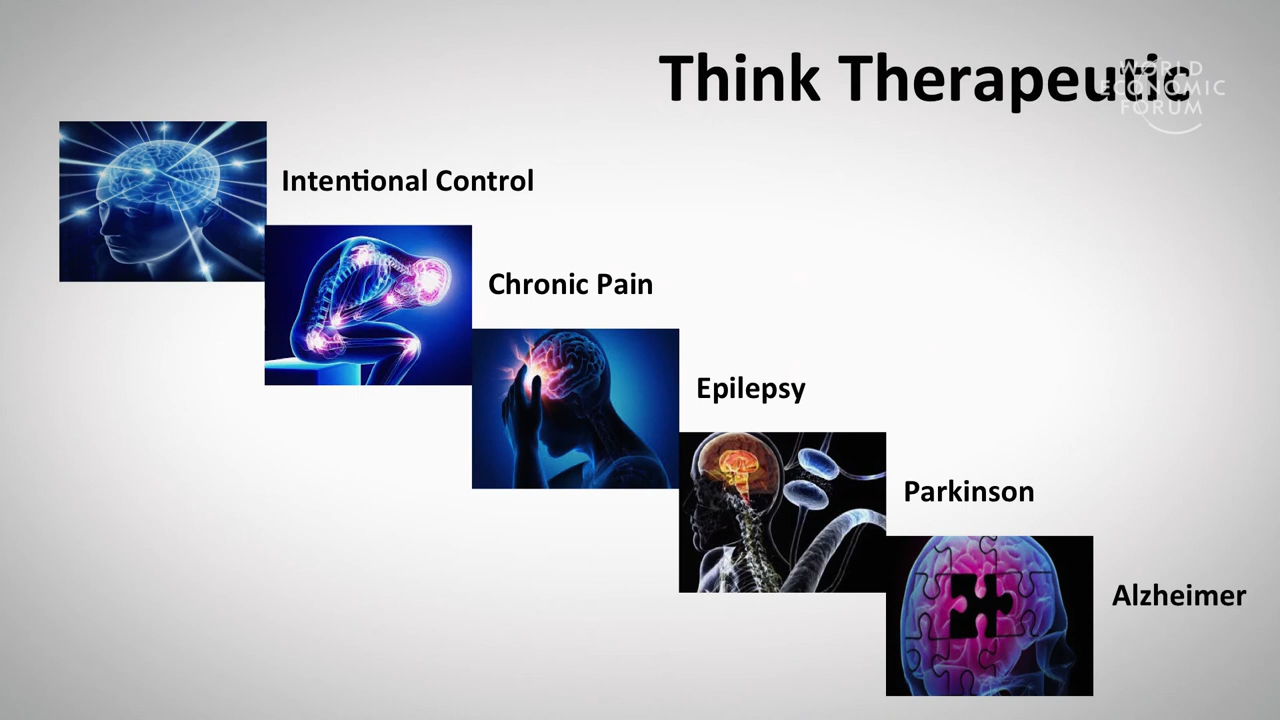 Think Therapeutic
WORLD
ECONOMIC
FORUM
Intentional Control
Chronic Pain
Epilepsy
Parkinson
Alzheimer